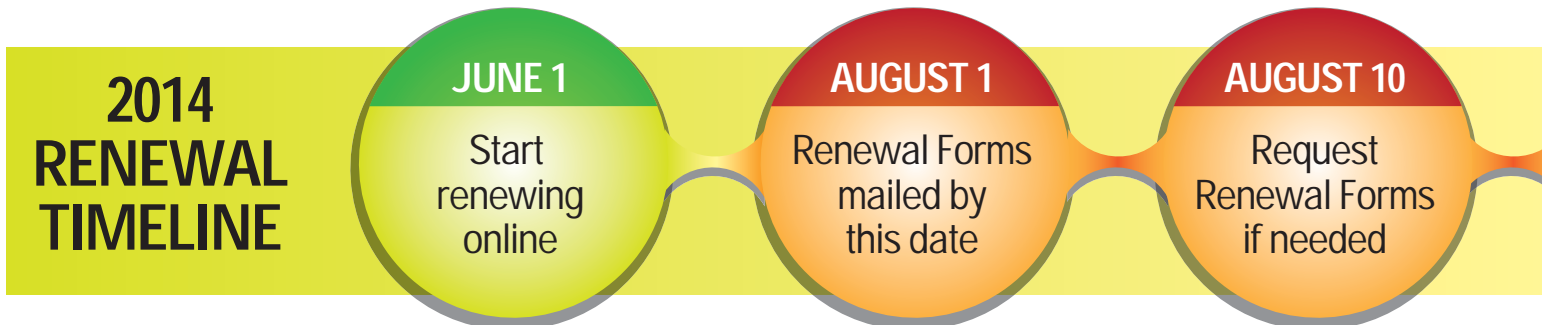 2014
RENEWAL
TIMELINE
JUNE 1
Start
renewing
online
AUGUST 1
Renewal Forms
mailed by
this date
AUGUST 10
Request
Renewal Forms
if needed